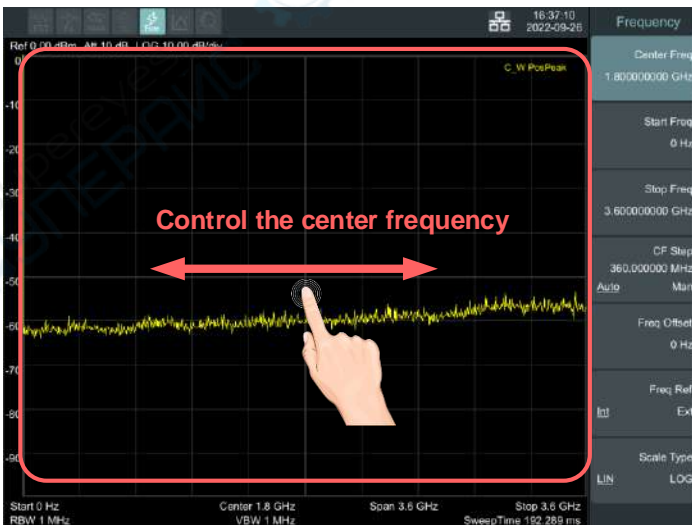 16:37:10
2022-09-26
Frequency
Ref 0.00 dBm Att 10 dB LOG 10.00 dB/div
C_W PosPeak
0
-10
-20
-30
-40
-50
-60
-70
-80
-90
Control the center frequency
Start 0 Hz Center 1.8 GHz Span 3.6 GHz Stop 3.6 GHz
RBW 1 MHz VBW 1 MHz SweepTime 192.289 ms
Center Freq
1.800000000 GHz
Start Freq
0 Hz
Stop Freq
3.600000000 GHz
CF Step
360.000000 MHz
Auto Man
Freq Offset
0 Hz
Freq Ref
Int Ext
Scale Type
LIN LOG